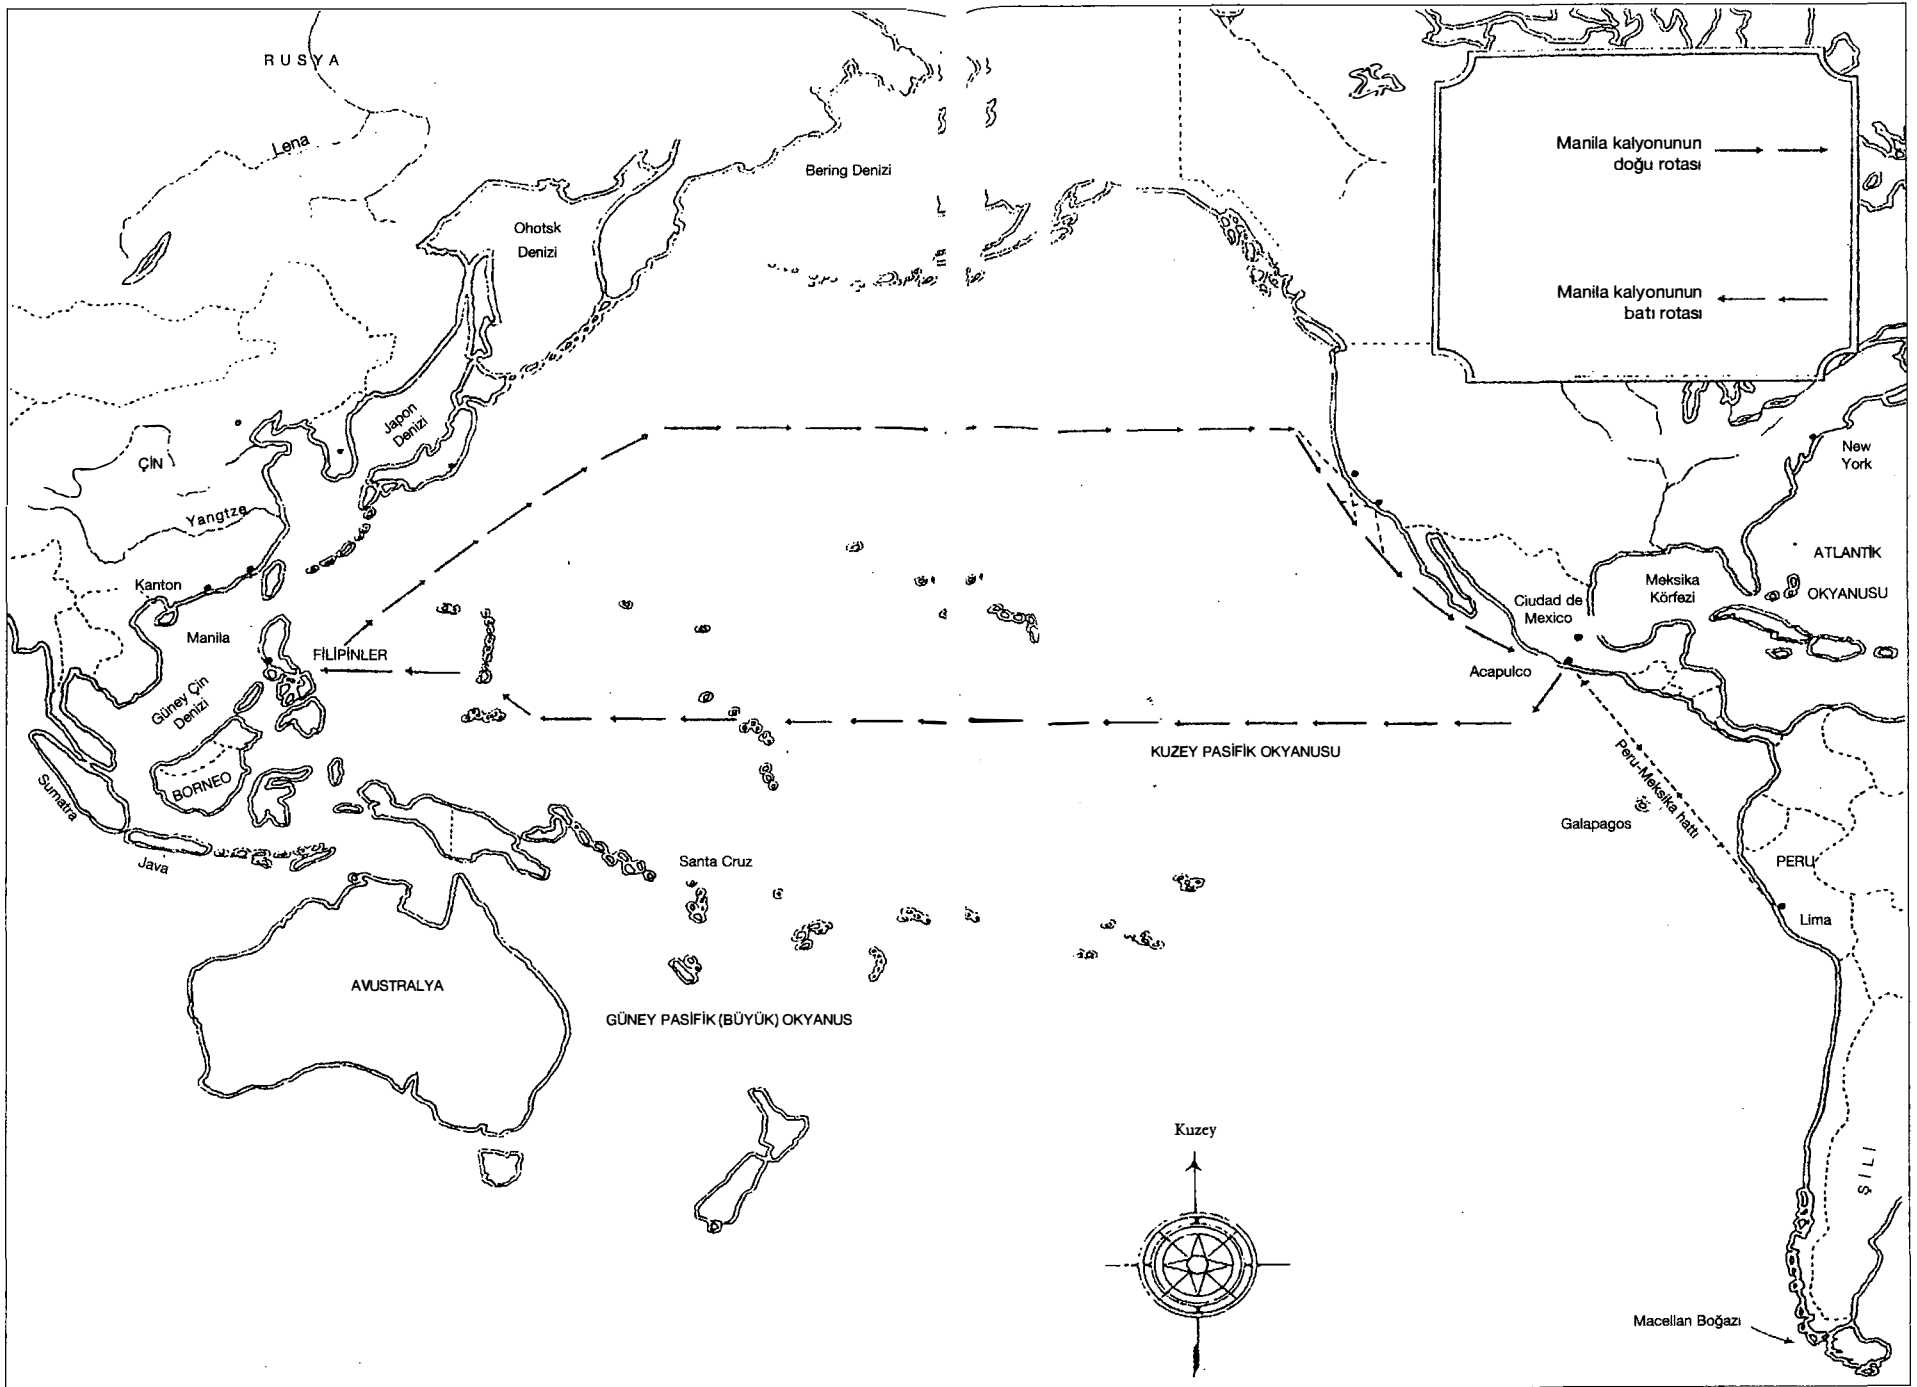 RUSYA
Lena
Bering Denizi
Ohotsk
Denizi
Manila kalyonunun
doğu rotası
Manila kalyonunun
batı rotası
Japon
Denizi
ÇİN
Yangtze
New
York
Kanton
Manila
FİLİPİNLER
Güney Çin
Denizi
BORNEO
Sumatra
Java
ATLANTİK
OKYANUSU
Meksika
Körfezi
Ciudad de
Mexico
Acapulco
KUZEY PASİFİK OKYANUSU
Peru-Meksika hattı
Galapagos
PERU
Lima
Santa Cruz
AVUSTRALYA
GÜNEY PASİFİK (BÜYÜK) OKYANUS
Kuzey
ŞILI
Macellan Boğazı